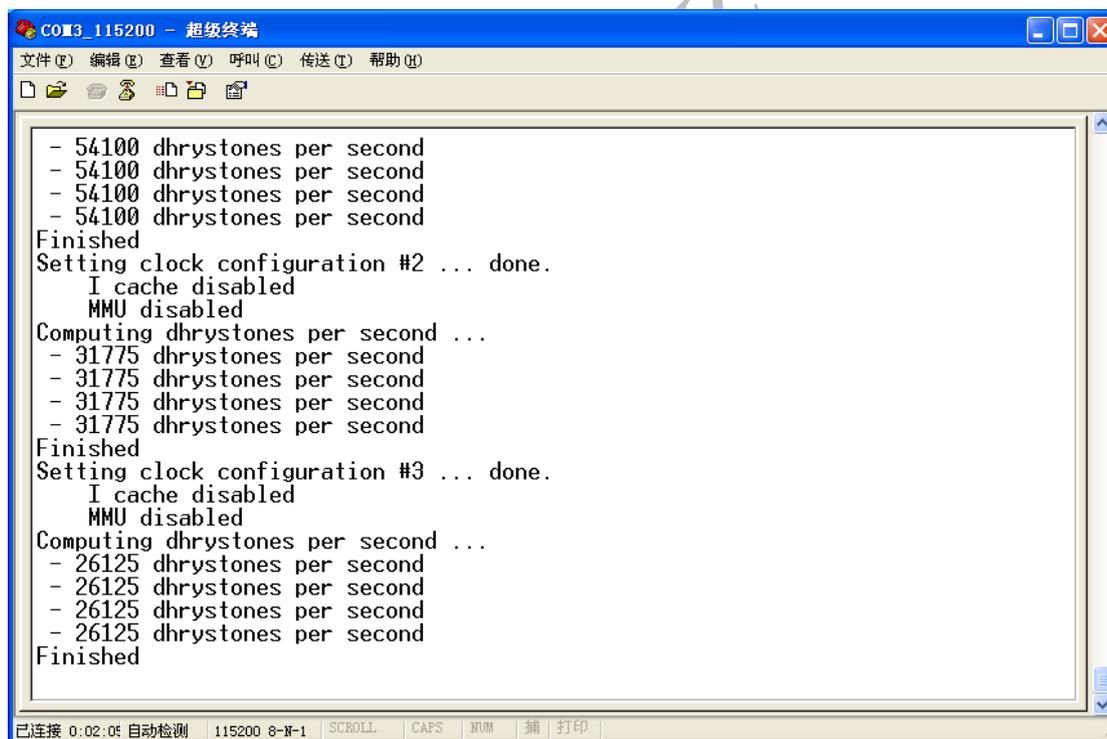 COM3_115200 - 超级终端
文件(F) 编辑(E) 查看(V) 呼叫(C) 传送(T) 帮助(H)
- 54100 dhrystones per second
- 54100 dhrystones per second
- 54100 dhrystones per second
- 54100 dhrystones per second
Finished
Setting clock configuration #2 ... done.
I cache disabled
MMU disabled
Computing dhrystones per second ...
- 31775 dhrystones per second
- 31775 dhrystones per second
- 31775 dhrystones per second
- 31775 dhrystones per second
Finished
Setting clock configuration #3 ... done.
I cache disabled
MMU disabled
Computing dhrystones per second ...
- 26125 dhrystones per second
- 26125 dhrystones per second
- 26125 dhrystones per second
- 26125 dhrystones per second
Finished
已连接 0:02:05 自动检测 115200 8-N-1 SCROLL CAPS NUM 捕 打印